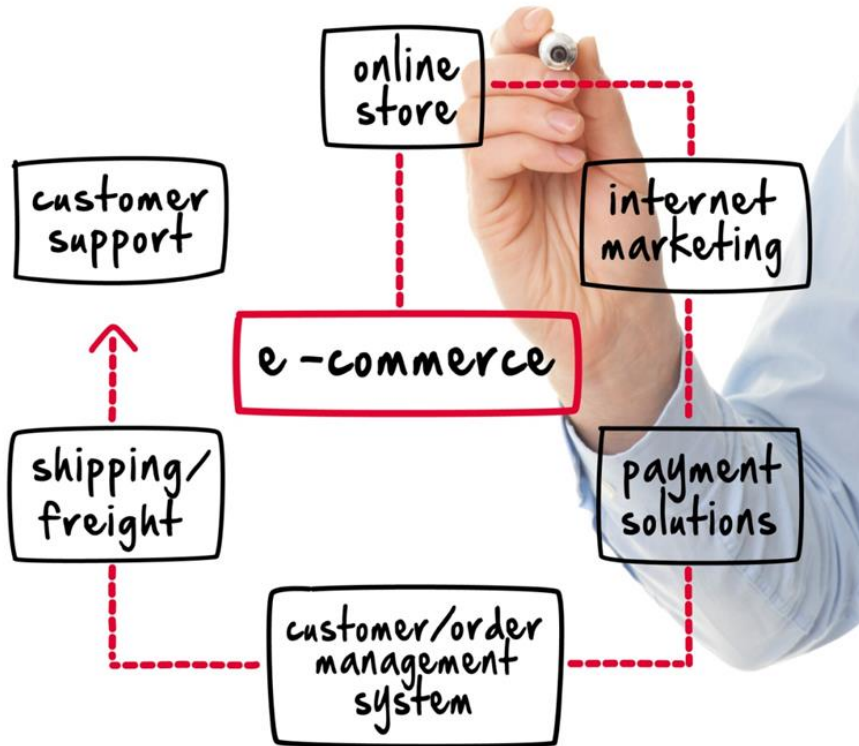 online
store
customer
support
internet
marketing
e-commerce
shipping/
freight
payment
solutions
customer/order
management
system